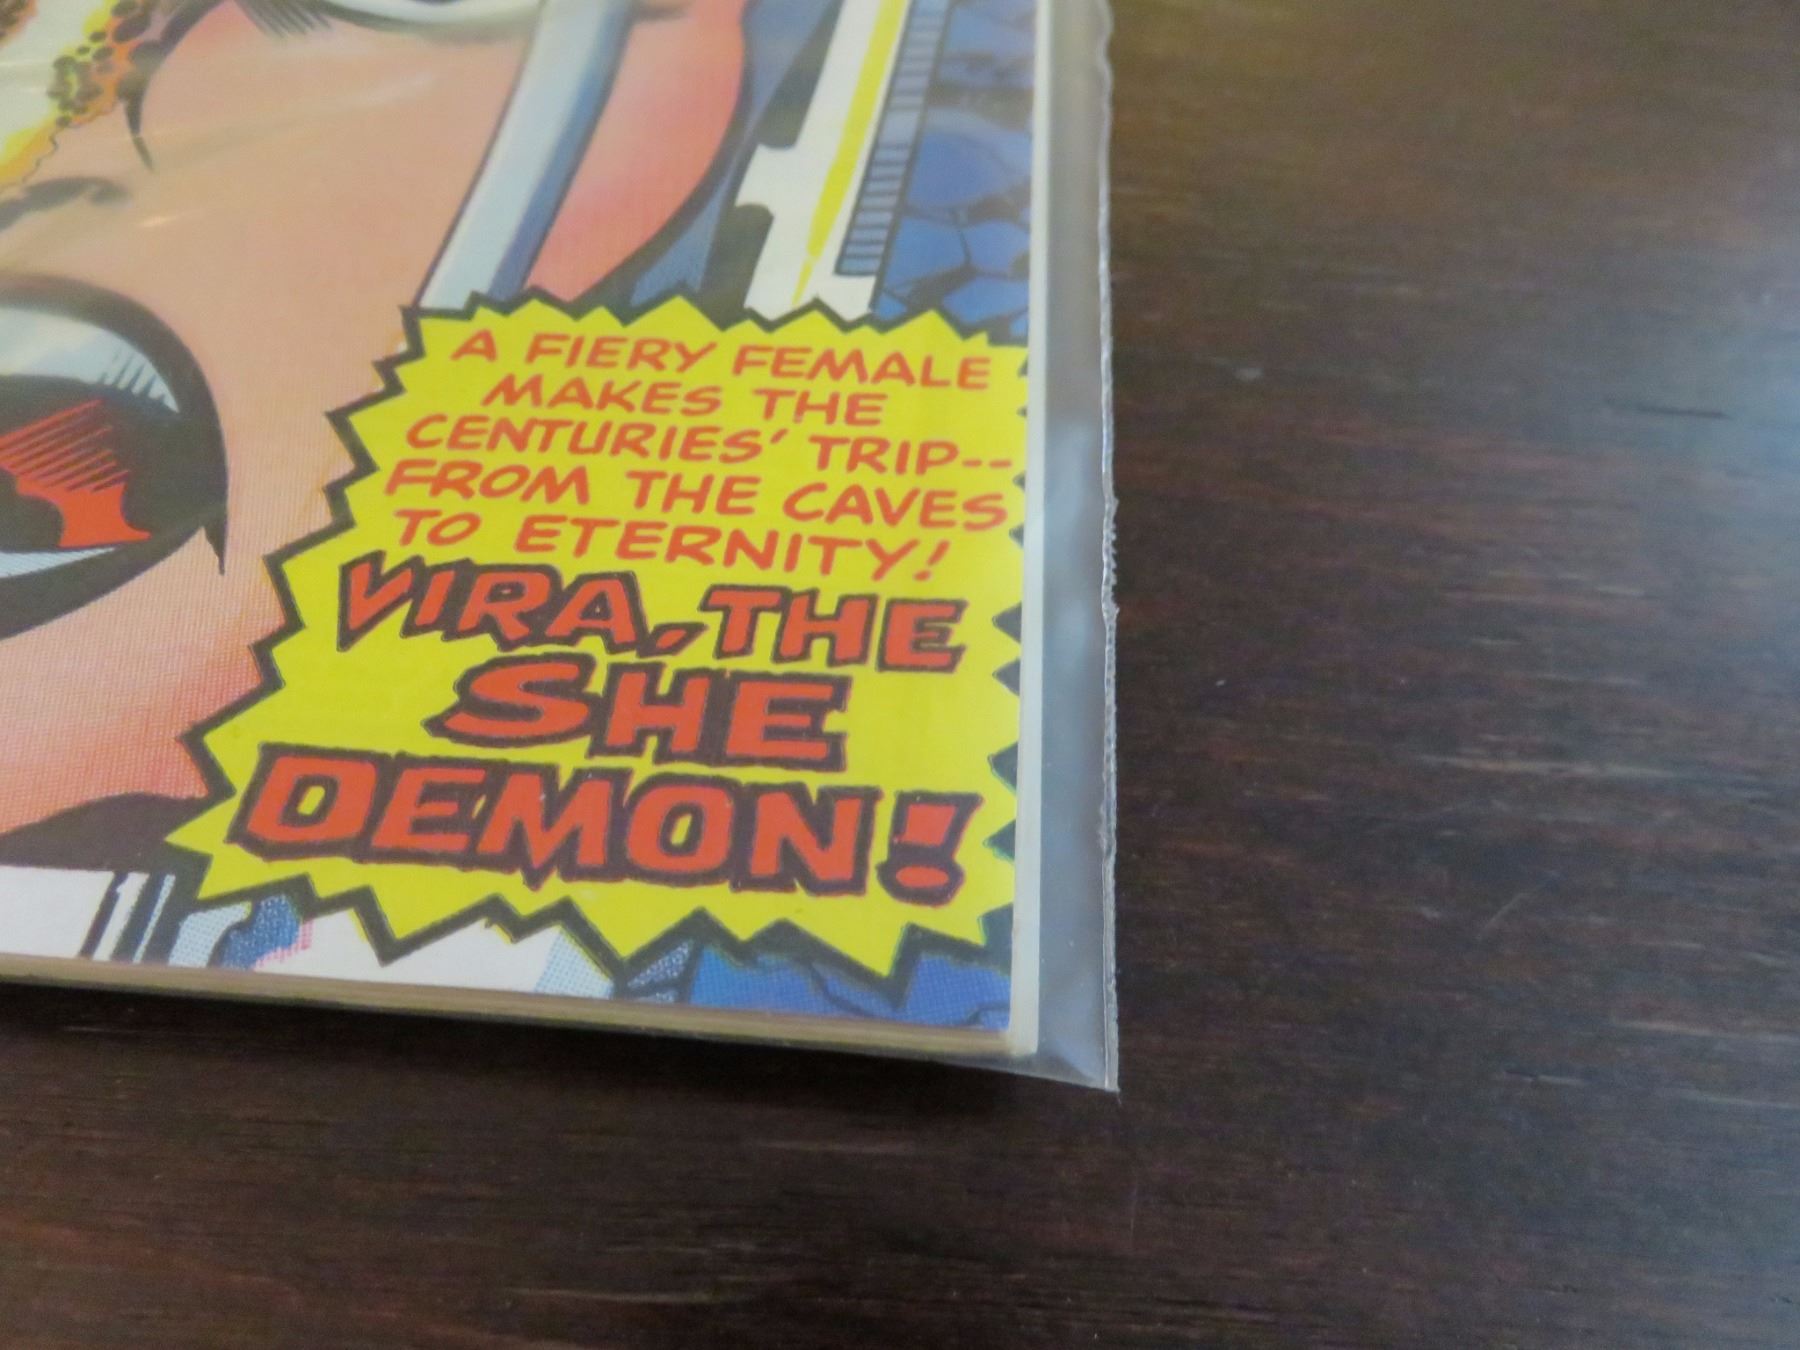 A FIERY FEMALE
MAKES THE
CENTURIES' TRIP--
FROM THE CAVES
TO ETERNITY!
VIRA, THE
SHE
DEMON!